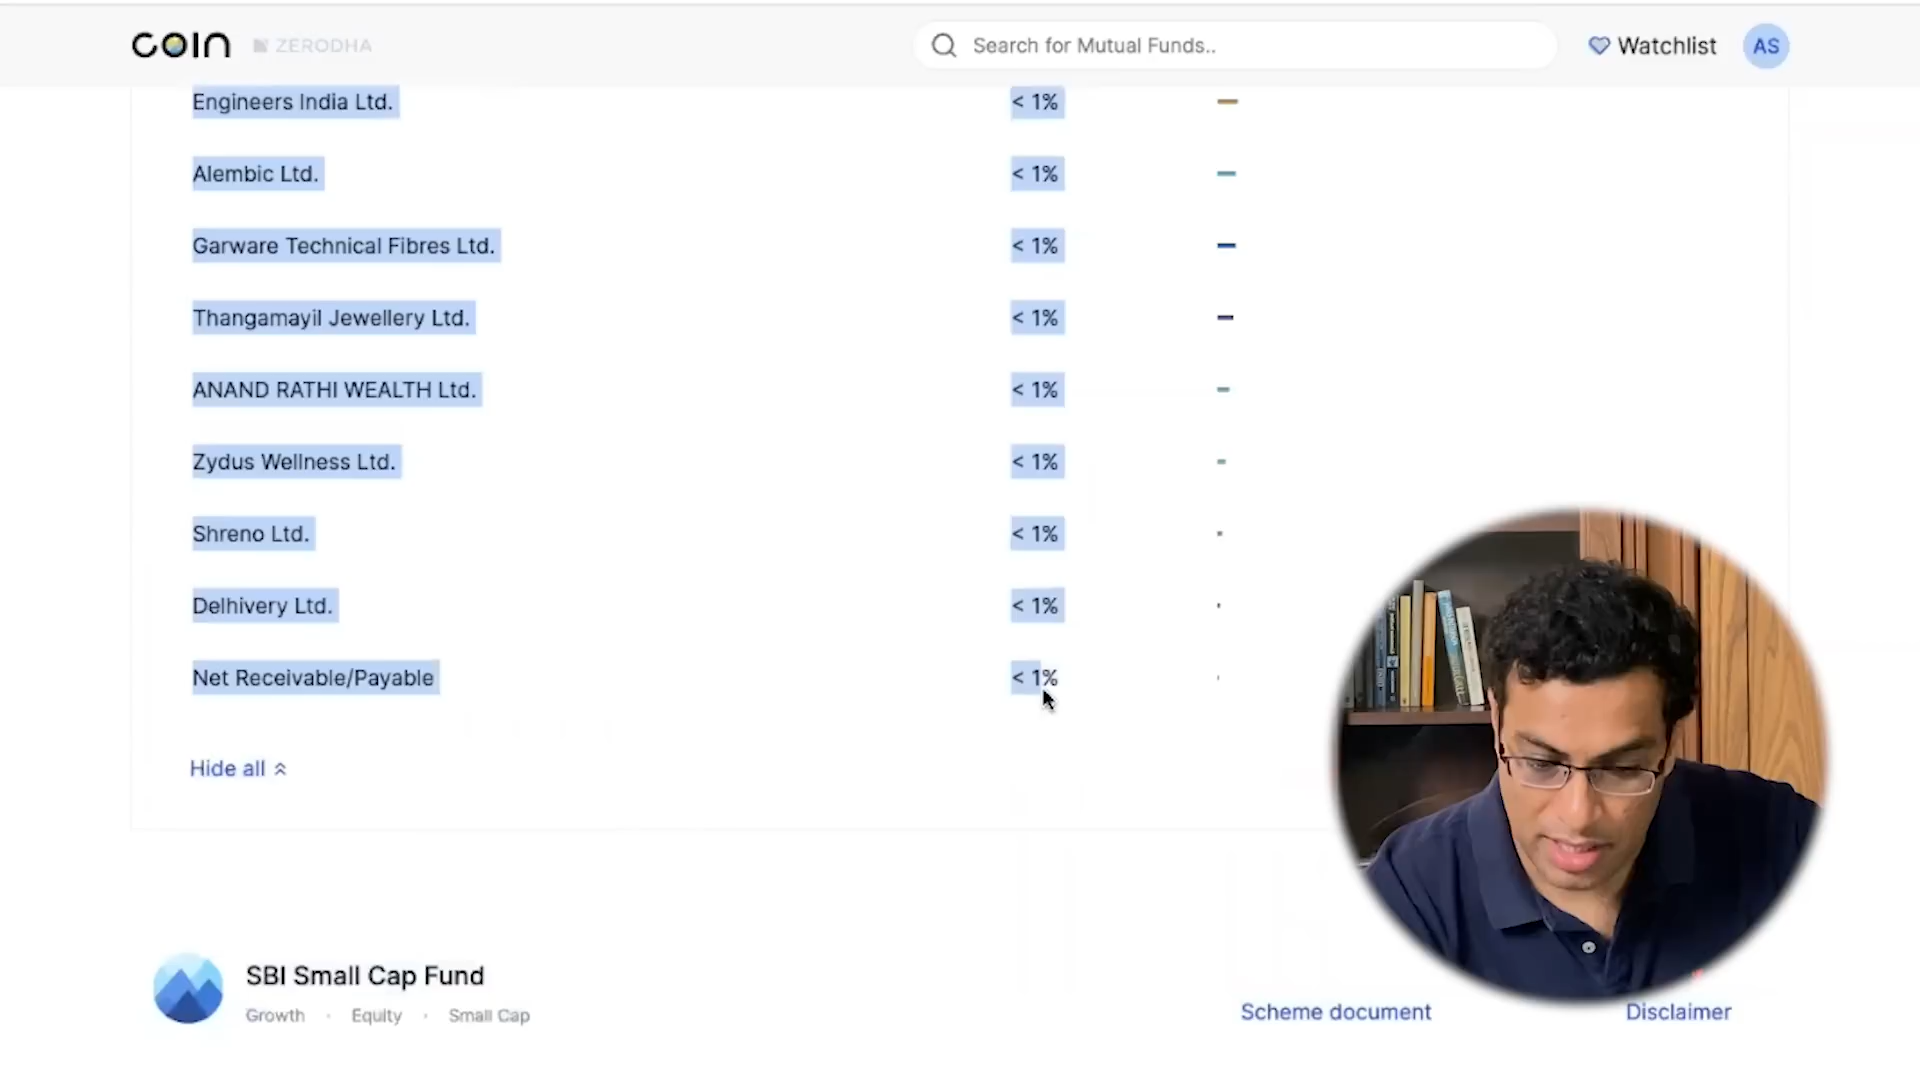 coin ZERODHA Search for Mutual Funds.. Watchlist AS
Engineers India Ltd. < 1%
Alembic Ltd. < 1%
Garware Technical Fibres Ltd. < 1%
Thangamayil Jewellery Ltd. < 1%
ANAND RATHI WEALTH Ltd. < 1%
Zydus Wellness Ltd. < 1%
Shreno Ltd. < 1%
Delhivery Ltd. < 1%
Net Receivable/Payable < 1%
Hide all
SBI Small Cap Fund
Growth · Equity · Small Cap
Scheme document Disclaimer